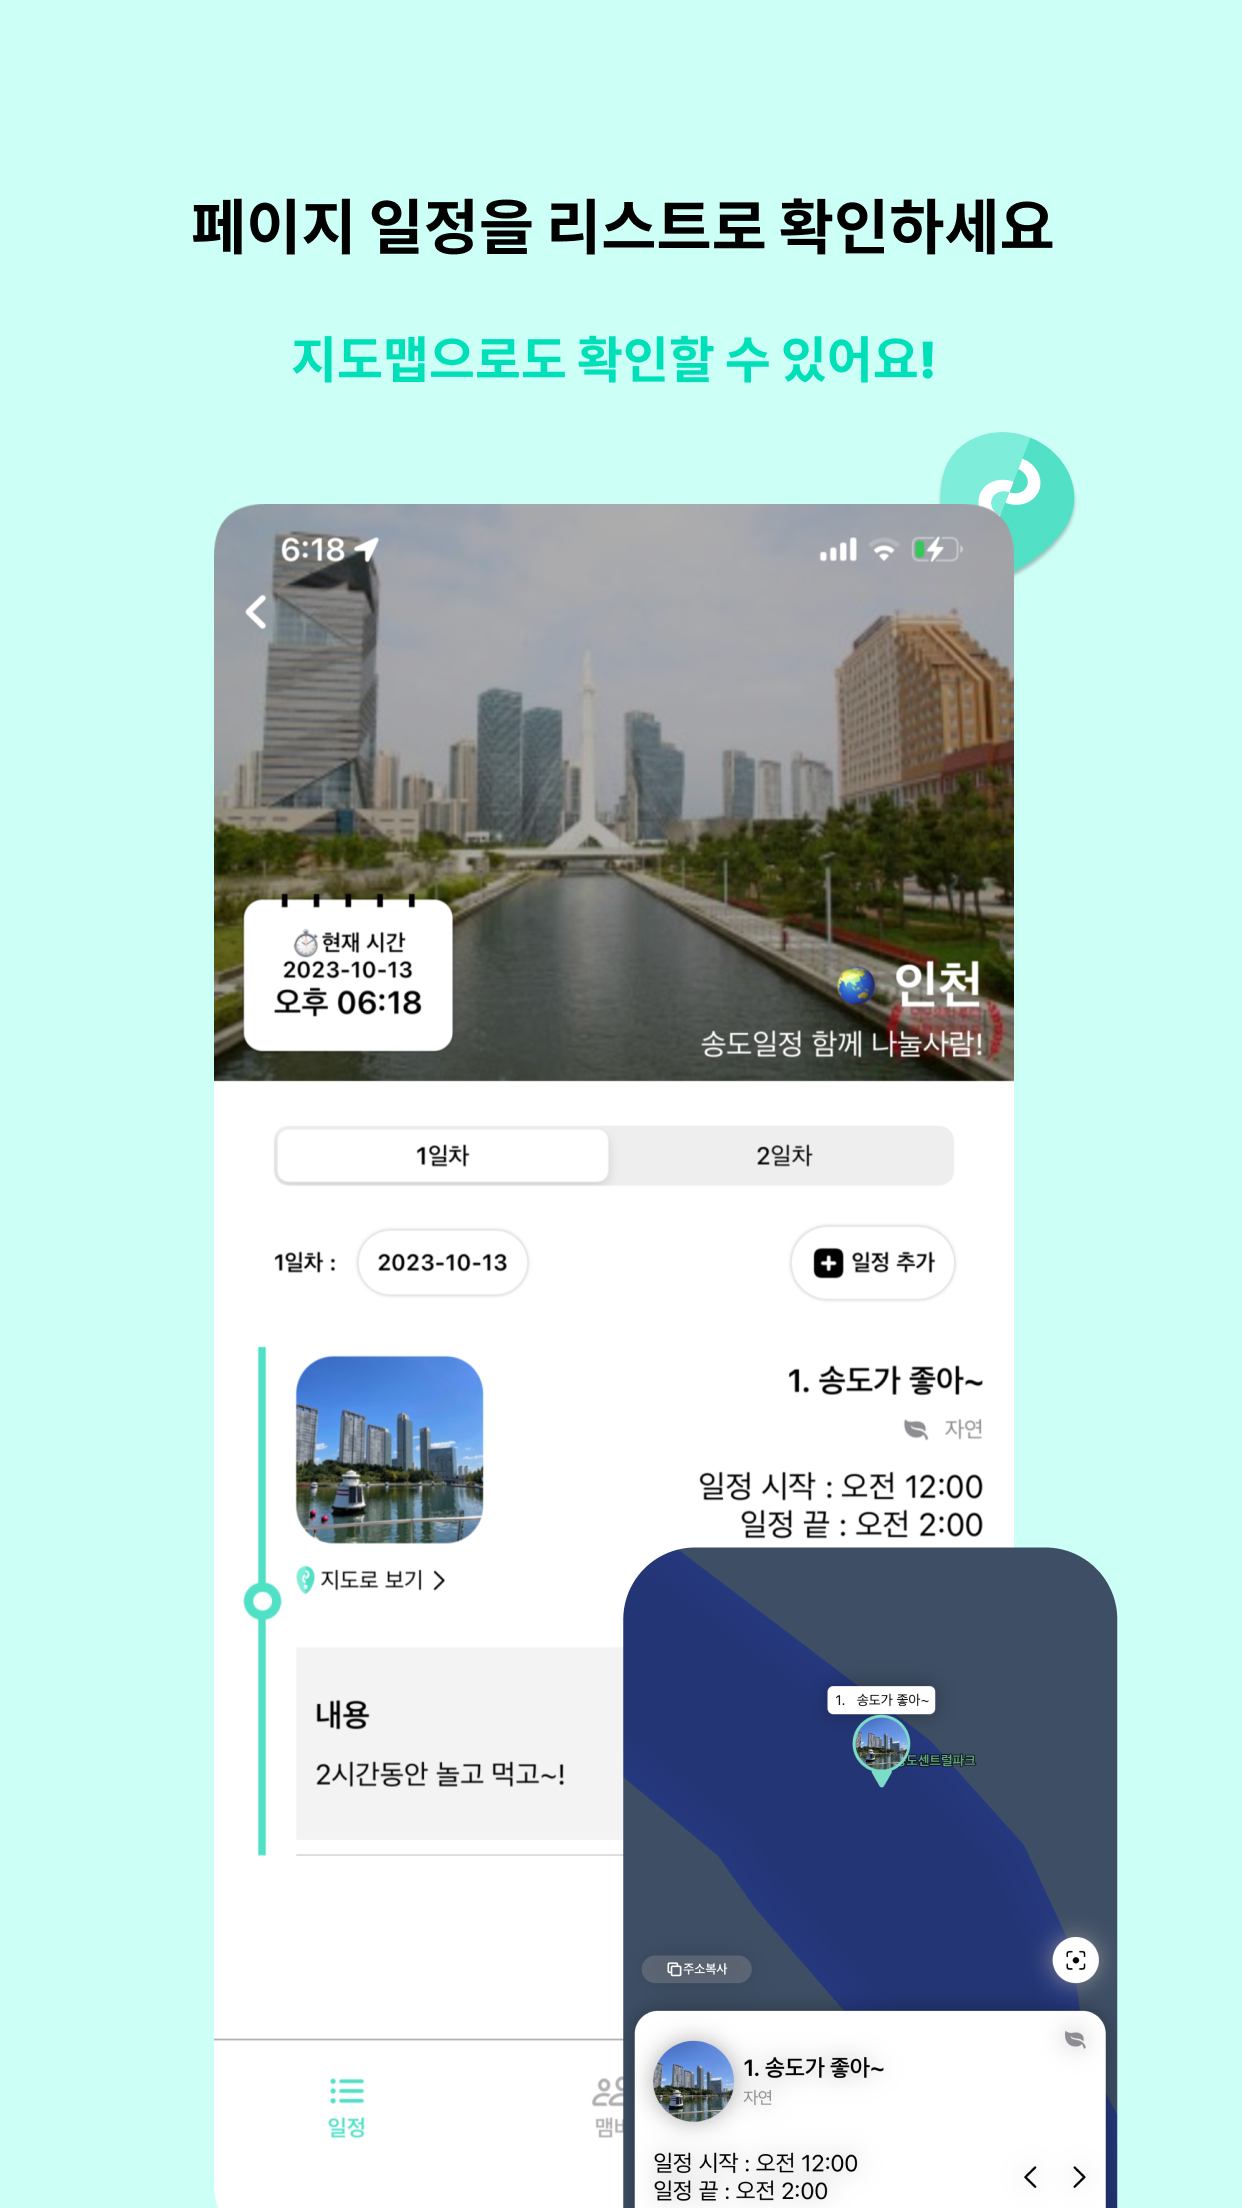 페이지 일정을 리스트로 확인하세요
지도맵으로도 확인할 수 있어요!
6:18
현재 시간
2023-10-13
오후 06:18
인천
송도일정 함께 나눌사람!
1일차
2일차
1일차 :
2023-10-13
일정 추가
1. 송도가 좋아~
자연
일정 시작 : 오전 12:00
일정 끝 : 오전 2:00
지도로 보기
내용
2시간동안 놀고 먹고~!
1. 송도가 좋아~
도센트럴파크
주소복사
1. 송도가 좋아~
자연
일정 시작 : 오전 12:00
일정 끝 : 오전 2:00
일정